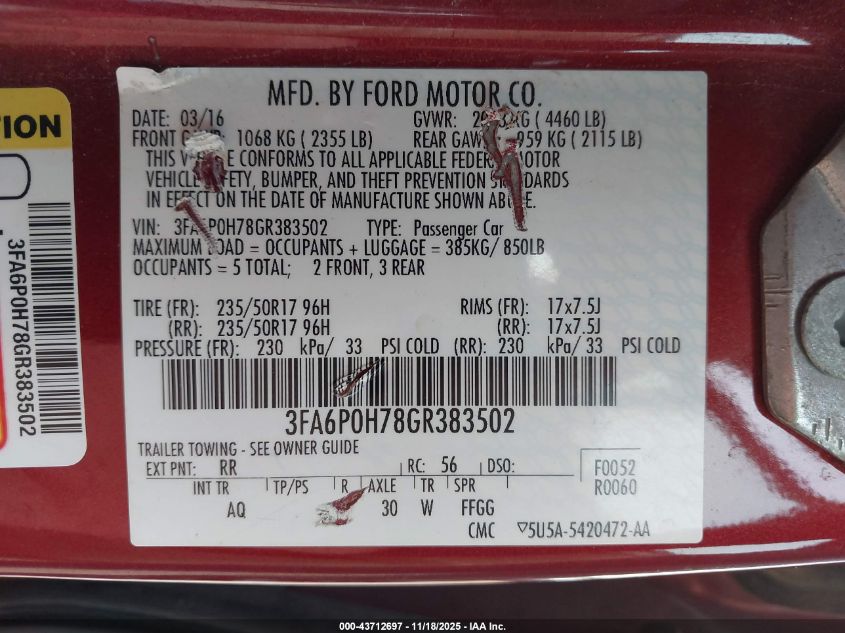 MFD. BY FORD MOTOR CO.
DATE: 03/16 GVWR: ( 4460 LB)
FRONT 1068 KG ( 2355 LB) REAR 959 KG ( 2115 LB)
THIS CONFORMS TO ALL APPLICABLE MOTOR
BUMPER, AND THEFT PREVENTION
IN EFFECT ON THE DATE OF MANUFACTURE SHOWN
VIN: 3FA6P0H78GR383502 TYPE: Passenger Car
MAXIMUM = OCCUPANTS + LUGGAGE = 385KG/ 850LB
OCCUPANTS = 5 TOTAL; 2 FRONT, 3 REAR
TIRE (FR): 235/50R17 96H RIMS (FR): 17x7.5J
(RR): 235/50R17 96H (RR): 17x7.5J
PRESSURE (FR): 230 kPa/ 33 PSI COLD (RR): 230 kPa/ 33 PSI COLD
3FA6P0H78GR383502
TRAILER TOWING - SEE OWNER GUIDE
EXT PNT: RR RC: 56 DSO: F0052
INT TR TP/PS R AXLE TR SPR R0060
AQ 30 W FFGG
CMC ▽5U5A-5420472-AA
3FA6P0H78GR383502
000-43712697 - 11/18/2025 - IAA Inc.